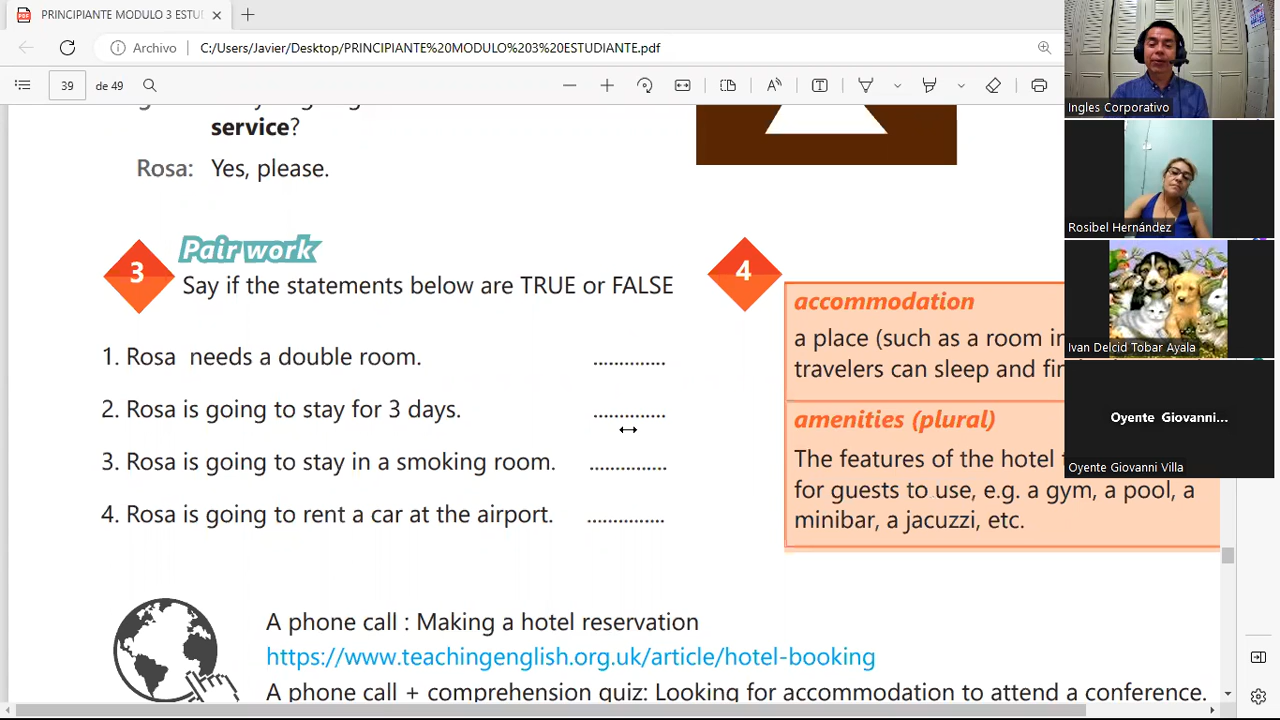 PRINCIPIANTE MODULO 3 ESTU
Archivo C:/Users/Javier/Desktop/PRINCIPIANTE%20MODULO%203%20ESTUDIANTE.pdf
39 de 49
service?
Rosa: Yes, please.
3 Pair work
Say if the statements below are TRUE or FALSE
1. Rosa needs a double room. .............
2. Rosa is going to stay for 3 days. .............
3. Rosa is going to stay in a smoking room. ..............
4. Rosa is going to rent a car at the airport. ..............
4
accommodation
a place (such as a room in
travelers can sleep and
amenities (plural)
The features of the hotel
for guests to use, e.g. a gym, a pool, a
minibar, a jacuzzi, etc.
A phone call : Making a hotel reservation
https://www.teachingenglish.org.uk/article/hotel-booking
A phone call + comprehension quiz: Looking for accommodation to attend a conference.
Ingles Corporativo
Rosibel Hernández
Ivan Delcid Tobar Ayala
Oyente Giovanni...
Oyente Giovanni Villa